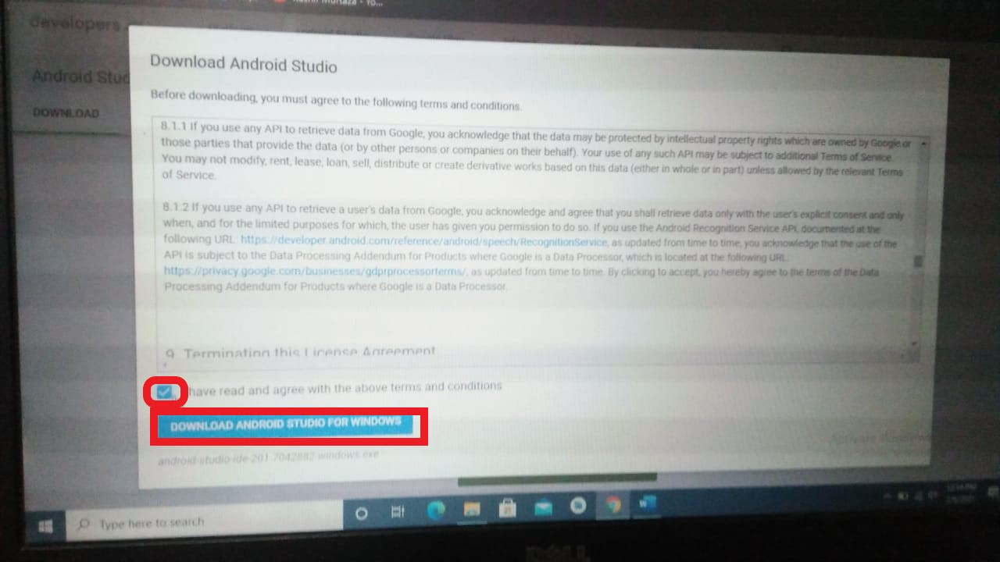 developers
Android Stud
DOWNLOAD
Download Android Studio
Before downloading, you must agree to the following terms and conditions.
8.1.1 If you use any API to retrieve data from Google, you acknowledge that the data may be protected by intellectual property rights which are owned by Google or
those parties that provide the data (or by other persons or companies on their behalf). Your use of any such API may be subject to additional Terms of Service.
You may not modify, rent, lease, loan, sell, distribute or create derivative works based on this data (either in whole or in part) unless allowed by the relevant Terms
of Service.
8.1.2 If you use any API to retrieve a user's data from Google, you acknowledge and agree that you shall retrieve data only with the user's explicit consent and only
when, and for the limited purposes for which, the user has given you permission to do so. If you use the Android Recognition Service API, documented at the
following URL: https://developer.android.com/reference/android/speech/RecognitionService, as updated from time to time, you acknowledge that the use of the
API is subject to the Data Processing Addendum for Products where Google is a Data Processor, which is located at the following URL:
https://privacy.google.com/businesses/gdprprocessorterms/, as updated from time to time. By clicking to accept, you hereby agree to the terms of the Data
Processing Addendum for Products where Google is a Data Processor.
9. Terminating this License Agreement
have read and agree with the above terms and conditions
DOWNLOAD ANDROID STUDIO FOR WINDOWS
android-studio-ide-201.7042882-windows.exe
Type here to search
DELL